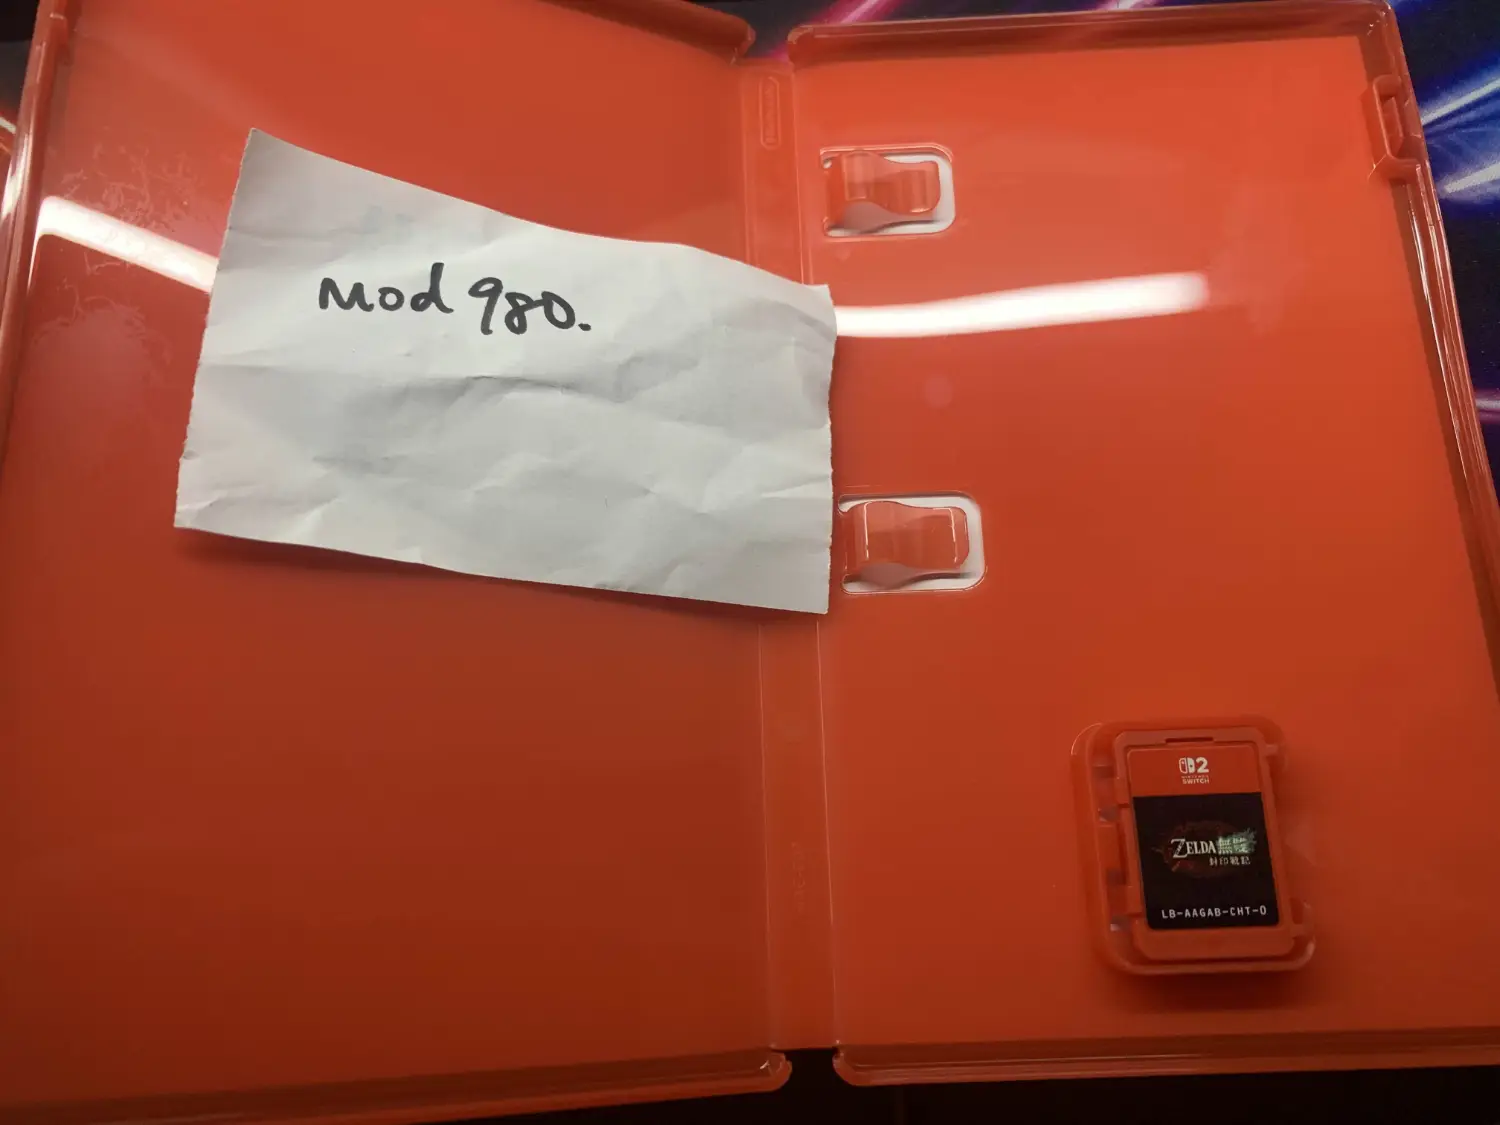 Mod 980.
2
NINTENDO
SWITCH
ZELDA無雙
封印戰記
LB-AAGAB-CHT-0